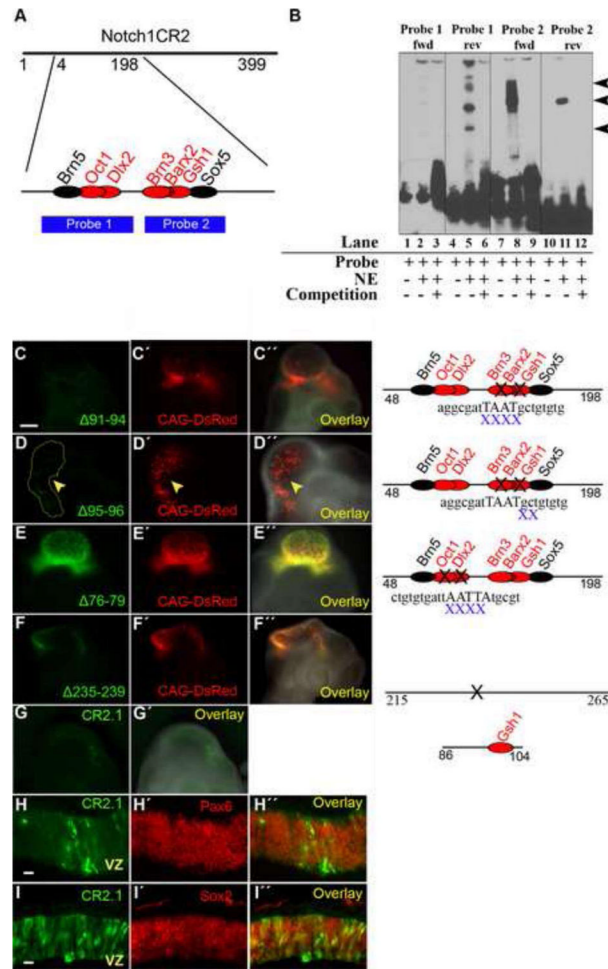 A
Notch1CR2
1 4 198 399
Brn5 Oct1 Dlx2 Brn3 Barx2 Gsh1 Sox5
Probe 1 Probe 2
B
Probe 1 Probe 1 Probe 2 Probe 2
fwd rev fwd rev
Lane 1 2 3 4 5 6 7 8 9 10 11 12
Probe + + + + + + + + + + + +
NE - + + - + + - + + - + +
Competition - - + - - + - - + - - +
C Δ91-94 C´ CAG-DsRed C´´ Overlay
D Δ95-96 D´ CAG-DsRed D´´ Overlay
E Δ76-79 E´ CAG-DsRed E´´ Overlay
F Δ235-239 F´ CAG-DsRed F´´ Overlay
G CR2.1 G´ Overlay
H CR2.1 VZ H´ Pax6 H´´ Overlay
I CR2.1 VZ I´ Sox2 I´´ Overlay
Brn5 Oct1 Dlx2 Brn3 Barx2 Gsh1 Sox5
48 198
aggcgatTAATgctgtgtg
XXXX
Brn5 Oct1 Dlx2 Brn3 Barx2 Gsh1 Sox5
48 198
aggcgatTAATgctgtgtg
XX
Brn5 Oct1 Dlx2 Brn3 Barx2 Gsh1 Sox5
48 198
ctgtgtgattAATTAtgcgt
XXXX
X
215 265
Gsh1
86 104